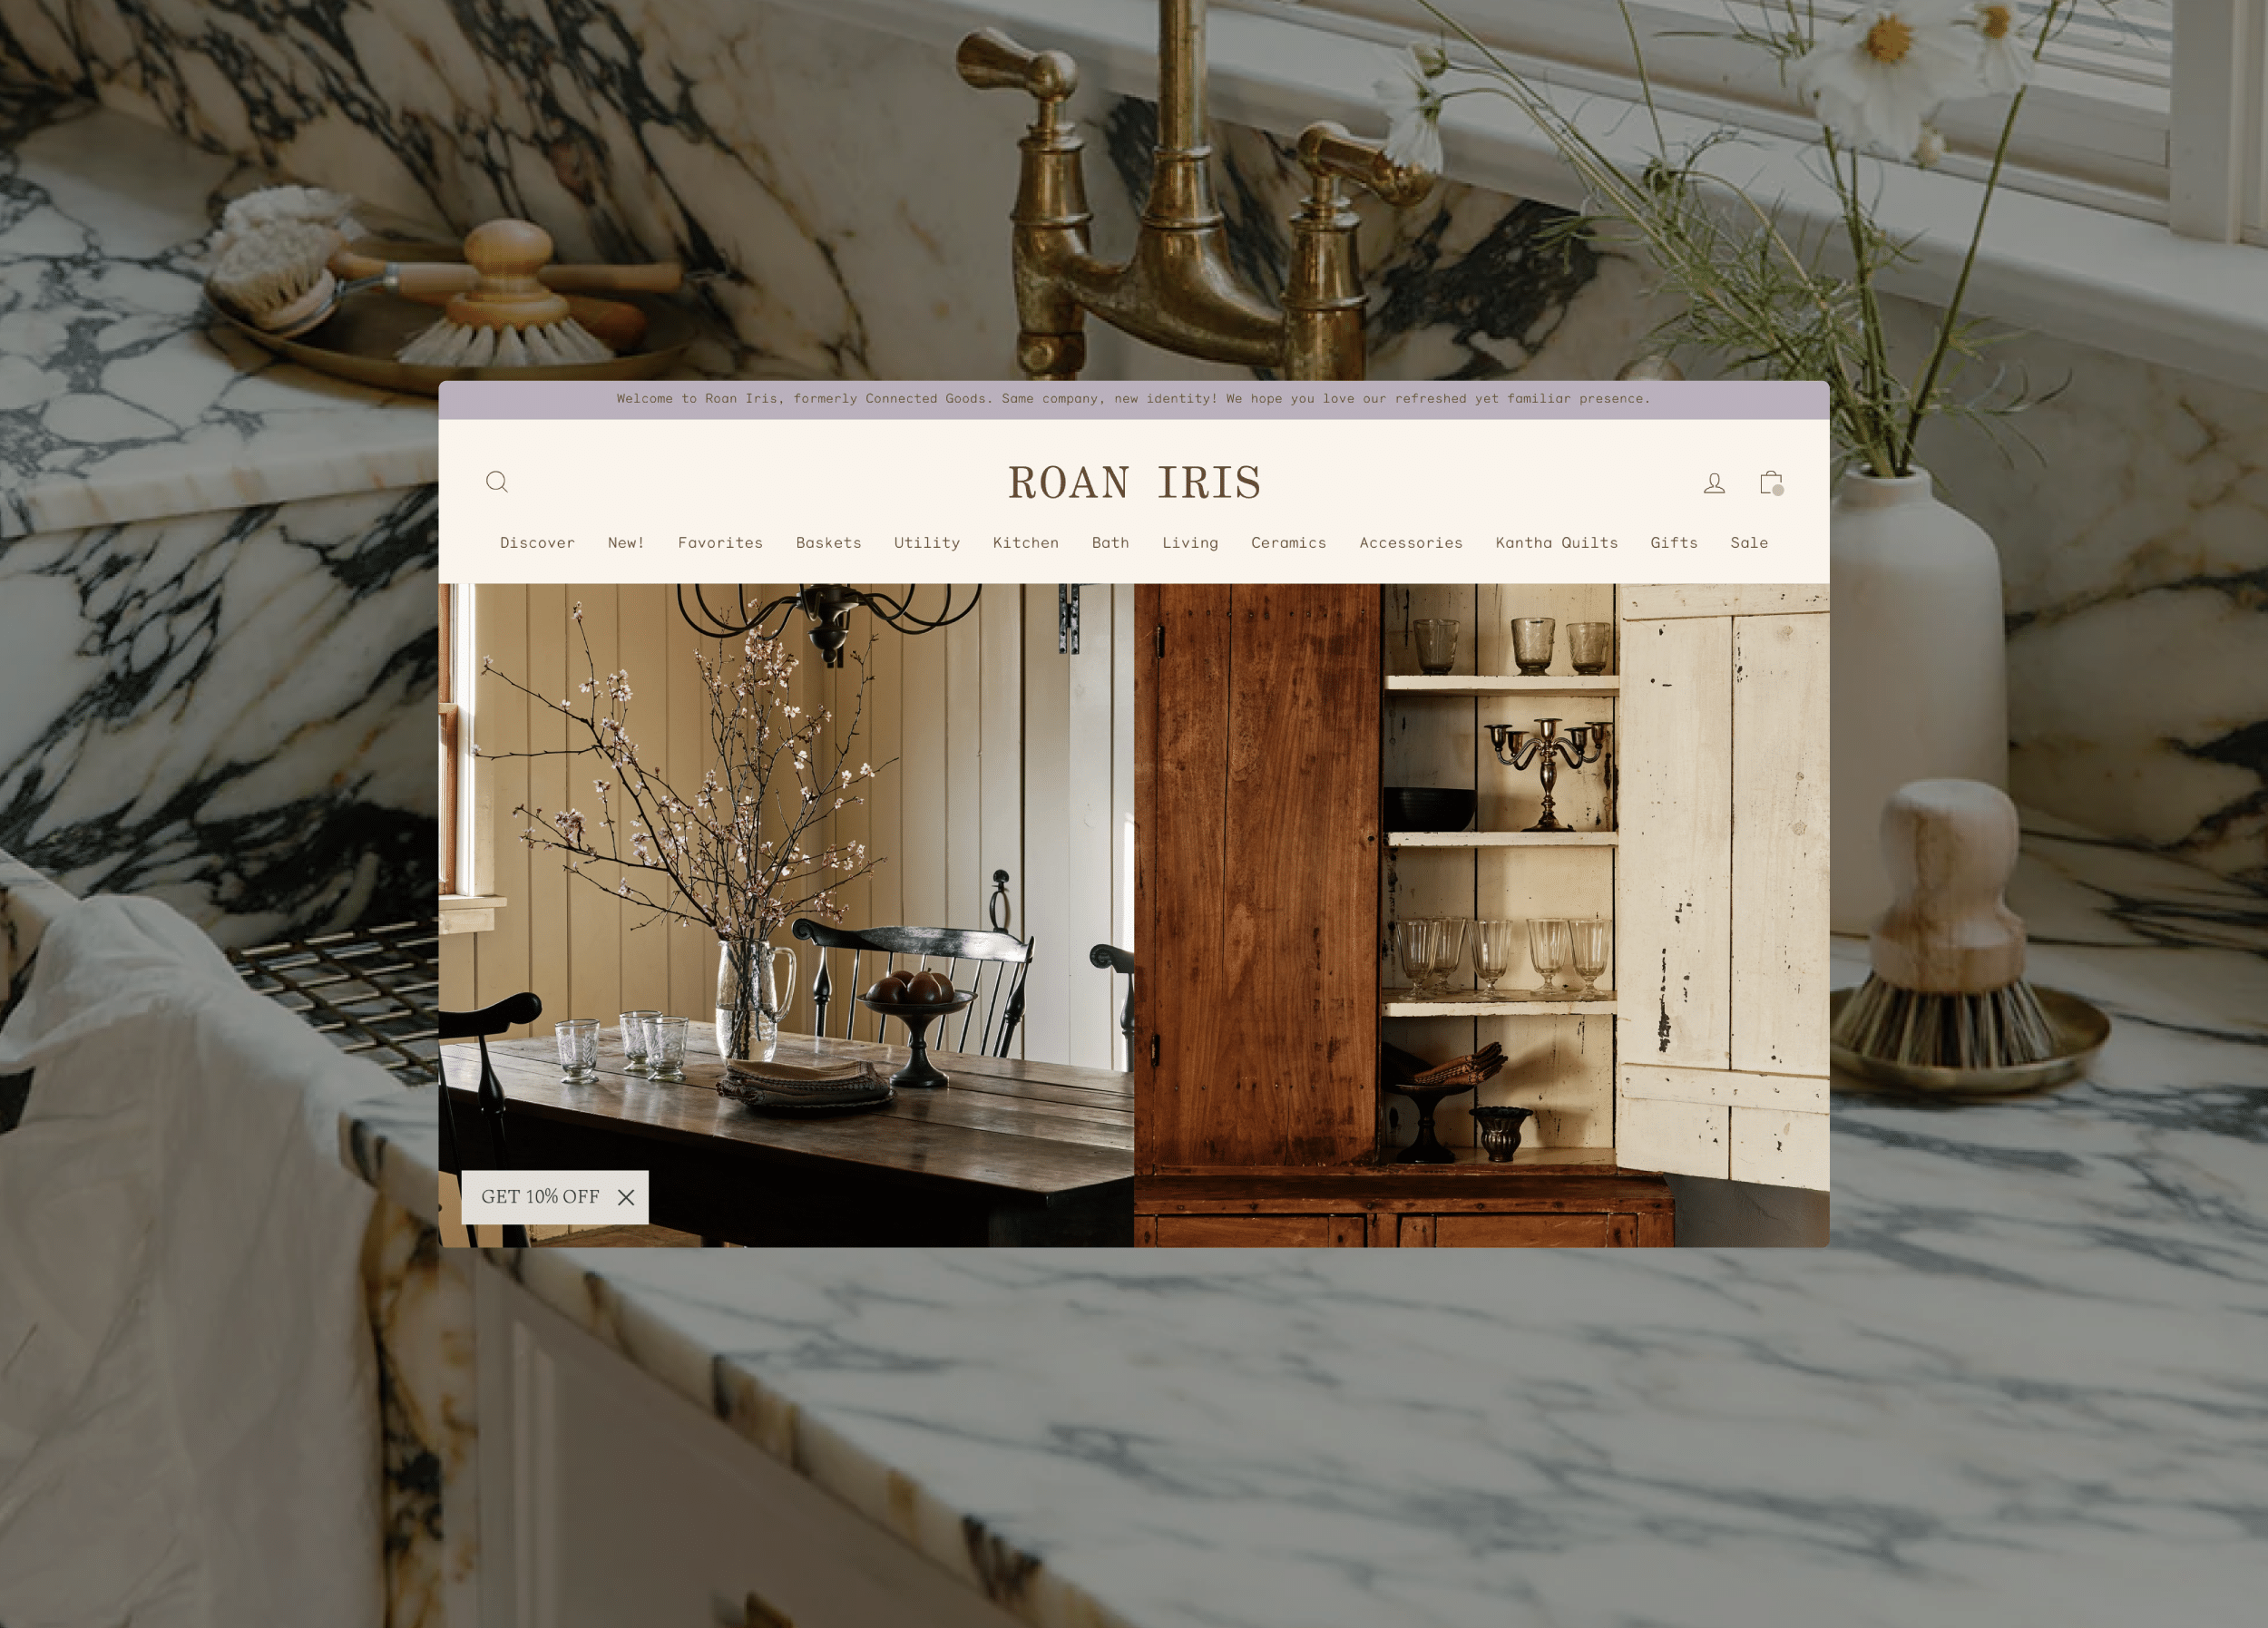 Welcome to Roan Iris, formerly Connected Goods. Same company, new identity! We hope you love our refreshed yet familiar presence.
ROAN IRIS
Discover New! Favorites Baskets Utility Kitchen Bath Living Ceramics Accessories Kantha Quilts Gifts Sale
GET 10% OFF